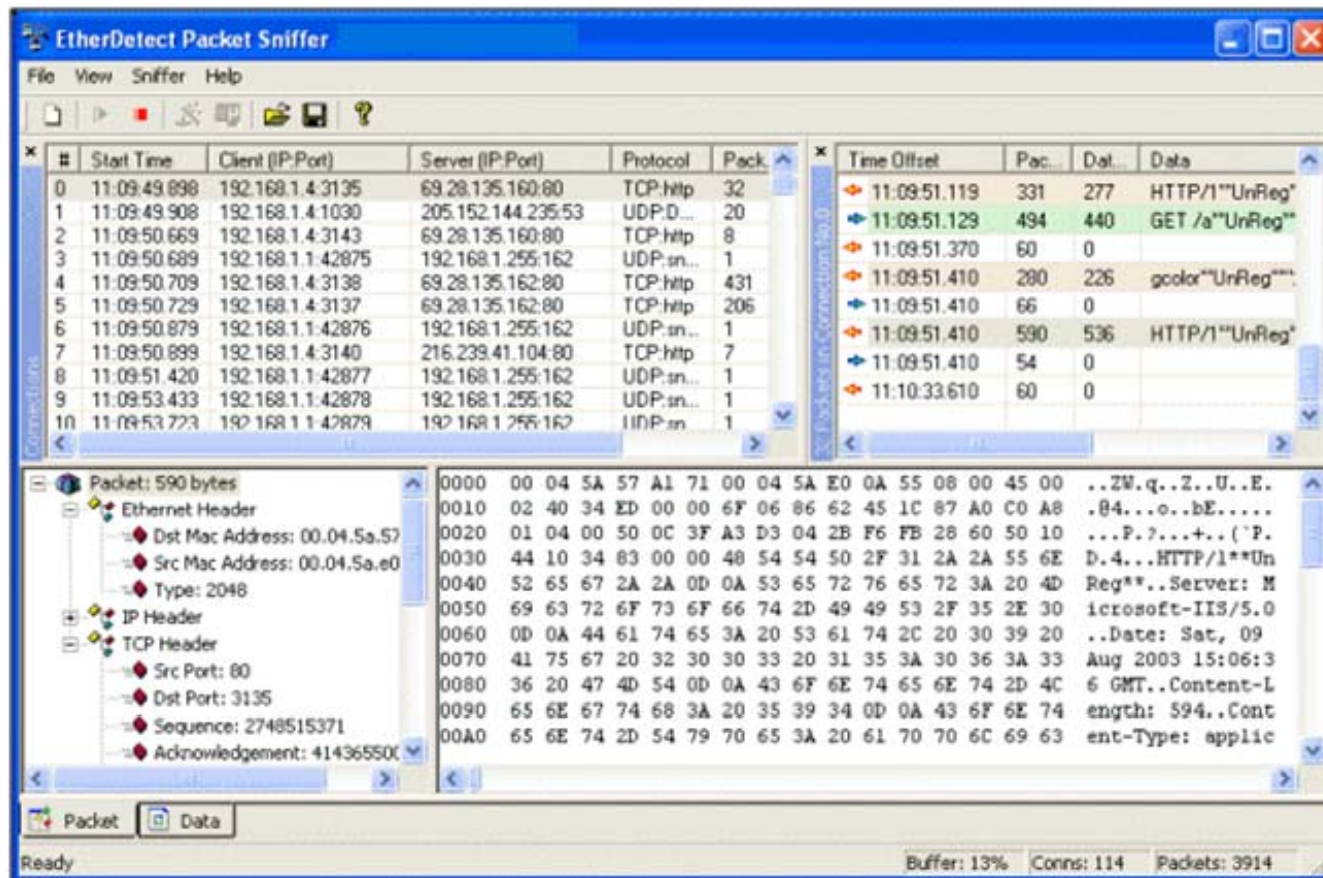 EtherDetect Packet Sniffer
File View Sniffer Help
# Start Time Client (IP:Port) Server (IP:Port) Protocol Pack
0 11:09:49.898 192.168.1.4:3135 69.28.135.160:80 TCP:http 32
1 11:09:49.908 192.168.1.4:1030 205.152.144.235:53 UDP:D... 20
2 11:09:50.669 192.168.1.4:3143 69.28.135.160:80 TCP:http 8
3 11:09:50.689 192.168.1.1:42875 192.168.1.255:162 UDP:sn... 1
4 11:09:50.709 192.168.1.4:3138 69.28.135.162:80 TCP:http 431
5 11:09:50.729 192.168.1.4:3137 69.28.135.162:80 TCP:http 206
6 11:09:50.879 192.168.1.1:42876 192.168.1.255:162 UDP:sn... 1
7 11:09:50.899 192.168.1.4:3140 216.239.41.104:80 TCP:http 7
8 11:09:51.420 192.168.1.1:42877 192.168.1.255:162 UDP:sn... 1
9 11:09:53.433 192.168.1.1:42878 192.168.1.255:162 UDP:sn... 1
10 11:09:53.723 192.168.1.1:42879 192.168.1.255:162 UDP:sn 1
Connections
Time Offset Pac... Dat... Data
11:09:51.119 331 277 HTTP/1**UnReg*
11:09:51.129 494 440 GET /a**UnReg**
11:09:51.370 60 0
11:09:51.410 280 226 gcolor**UnReg**
11:09:51.410 66 0
11:09:51.410 590 536 HTTP/1**UnReg*
11:09:51.410 54 0
11:10:33.610 60 0
Packets in Connection No.0
Packet: 590 bytes
Ethernet Header
Dst Mac Address: 00.04.5a.57
Src Mac Address: 00.04.5a.e0
Type: 2048
IP Header
TCP Header
Src Port: 80
Dst Port: 3135
Sequence: 2748515371
Acknowledgement: 414365500
0000 00 04 5A 57 A1 71 00 04 5A E0 0A 55 08 00 45 00 ..ZW.q..Z..U..E.
0010 02 40 34 ED 00 00 6F 06 86 62 45 1C 87 A0 C0 A8 .@4...o..bE.....
0020 01 04 00 50 0C 3F A3 D3 04 2B F6 FB 28 60 50 10 ...P.?...+..(`P.
0030 44 10 34 83 00 00 48 54 54 50 2F 31 2A 2A 55 6E D.4...HTTP/1**Un
0040 52 65 67 2A 2A 0D 0A 53 65 72 76 65 72 3A 20 4D Reg**..Server: M
0050 69 63 72 6F 73 6F 66 74 2D 49 49 53 2F 35 2E 30 icrosoft-IIS/5.0
0060 0D 0A 44 61 74 65 3A 20 53 61 74 2C 20 30 39 20 ..Date: Sat, 09
0070 41 75 67 20 32 30 30 33 20 31 35 3A 30 36 3A 33 Aug 2003 15:06:3
0080 36 20 47 4D 54 0D 0A 43 6F 6E 74 65 6E 74 2D 4C 6 GMT..Content-L
0090 65 6E 67 74 68 3A 20 35 39 34 0D 0A 43 6F 6E 74 ength: 594..Cont
00A0 65 6E 74 2D 54 79 70 65 3A 20 61 70 70 6C 69 63 ent-Type: applic
Packet Data
Ready Buffer: 13% Conns: 114 Packets: 3914